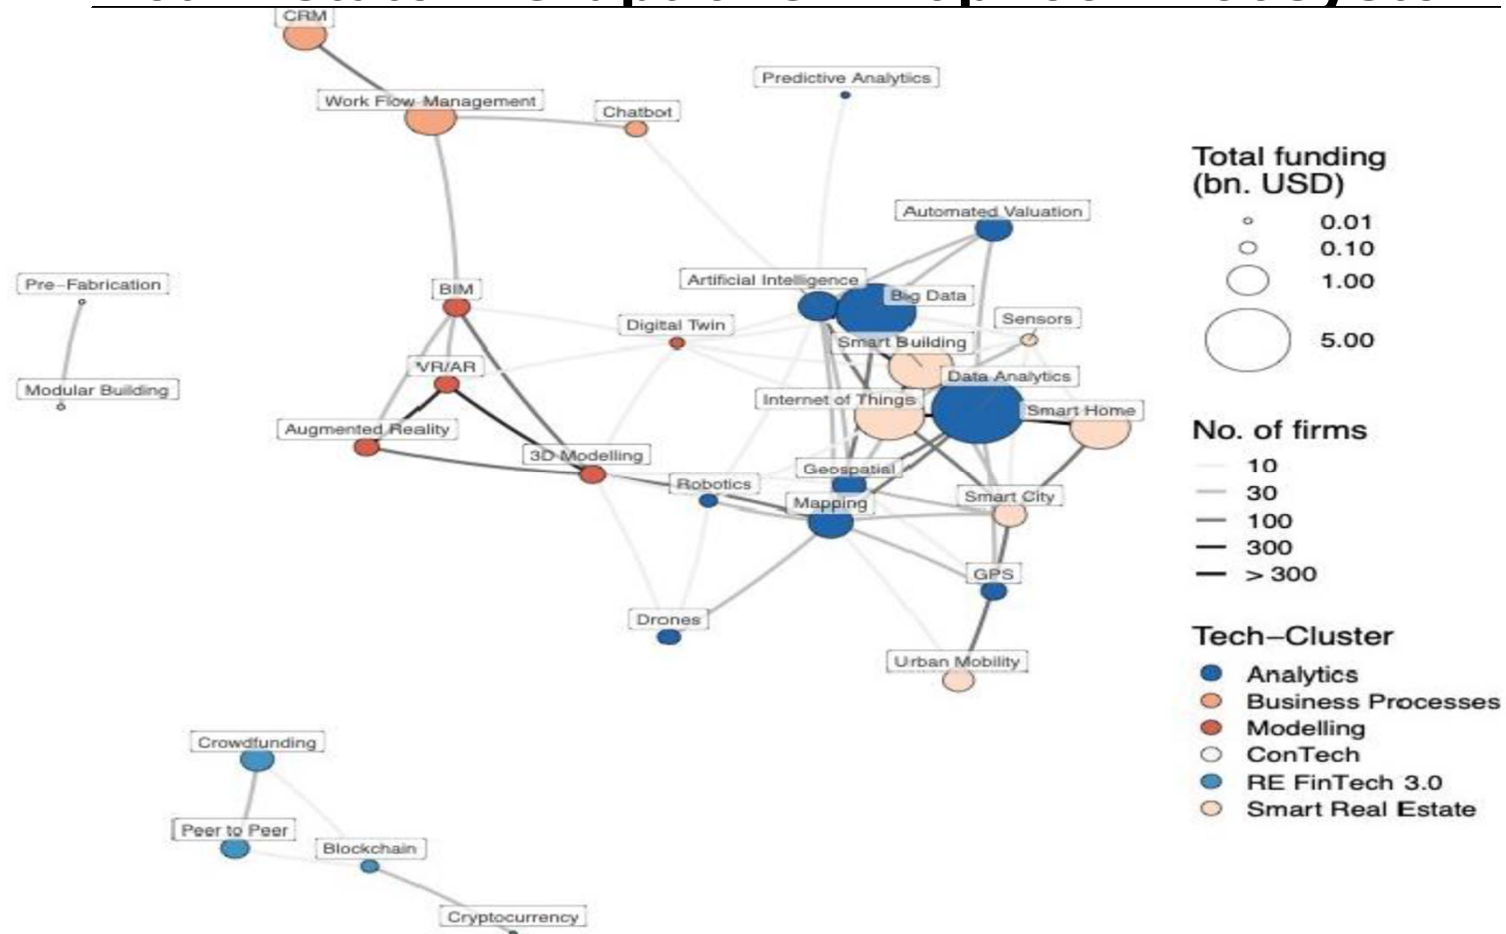 CRM
Predictive Analytics
Work Flow Management
Chatbot
Automated Valuation
Artificial Intelligence
Pre-Fabrication
BIM
Big Data
Digital Twin
Sensors
Smart Building
VR/AR
Data Analytics
Modular Building
Internet of Things
Smart Home
Augmented Reality
3D Modelling
Geospatial
Robotics
Smart City
Mapping
GPS
Drones
Urban Mobility
Crowdfunding
Peer to Peer
Blockchain
Cryptocurrency
Total funding
(bn. USD)
0.01
0.10
1.00
5.00
No. of firms
10
30
100
300
> 300
Tech-Cluster
Analytics
Business Processes
Modelling
ConTech
RE FinTech 3.0
Smart Real Estate